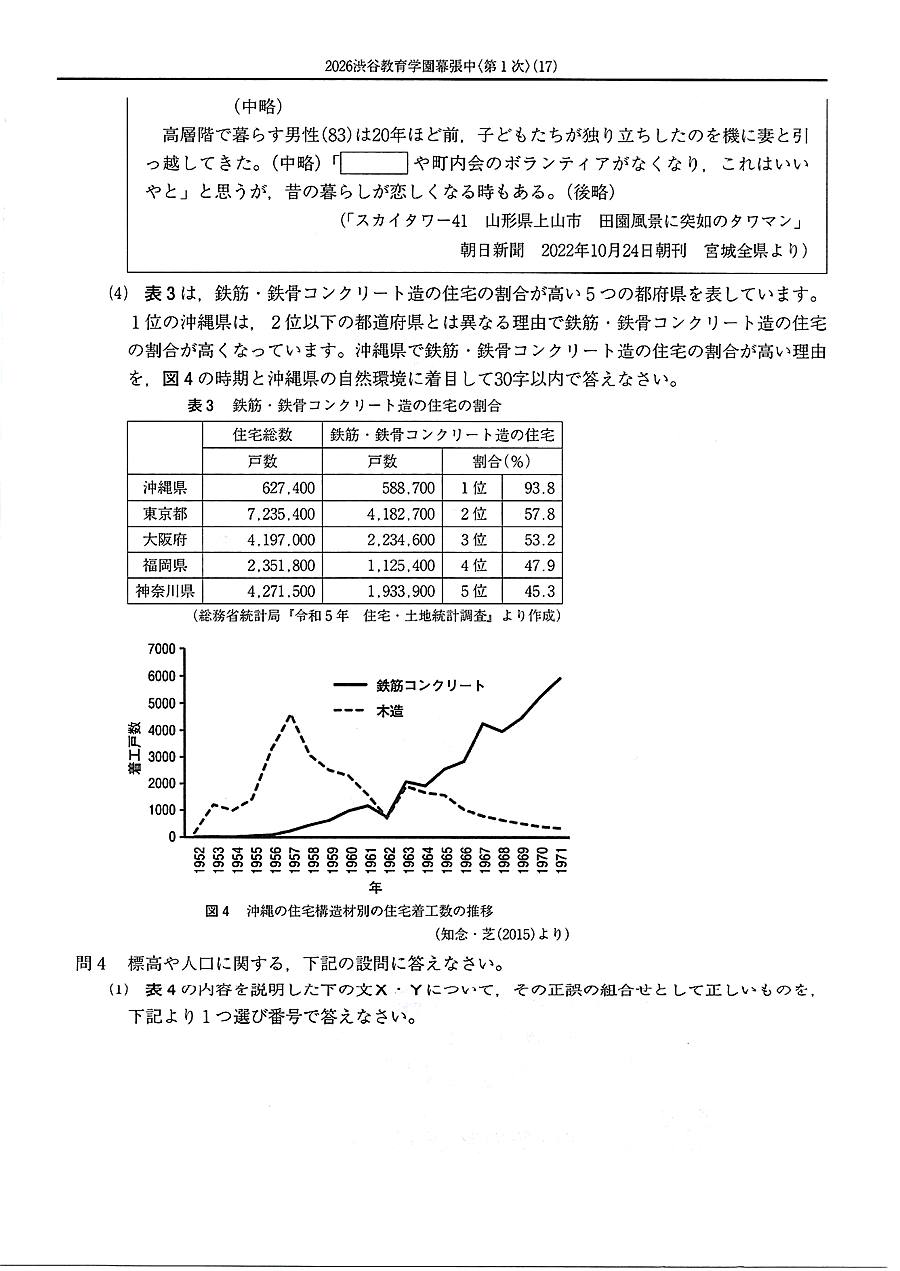 2026渋谷教育学園幕張中〈第1次〉(17)
(中略)
高層階で暮らす男性(83)は20年ほど前，子どもたちが独り立ちしたのを機に妻と引
っ越してきた。(中略)「　　　や町内会のボランティアがなくなり，これはいい
やと」と思うが，昔の暮らしが恋しくなる時もある。(後略)
(「スカイタワー41　山形県上山市　田園風景に突如のタワマン」
朝日新聞　2022年10月24日朝刊　宮城全県より)
(4)　表3は，鉄筋・鉄骨コンクリート造の住宅の割合が高い5つの都府県を表しています。
1位の沖縄県は，2位以下の都道府県とは異なる理由で鉄筋・鉄骨コンクリート造の住宅
の割合が高くなっています。沖縄県で鉄筋・鉄骨コンクリート造の住宅の割合が高い理由
を，図4の時期と沖縄県の自然環境に着目して30字以内で答えなさい。
表3　鉄筋・鉄骨コンクリート造の住宅の割合
住宅総数　鉄筋・鉄骨コンクリート造の住宅
戸数　戸数　割合(%)
沖縄県　627,400　588,700　1位　93.8
東京都　7,235,400　4,182,700　2位　57.8
大阪府　4,197,000　2,234,600　3位　53.2
福岡県　2,351,800　1,125,400　4位　47.9
神奈川県　4,271,500　1,933,900　5位　45.3
(総務省統計局『令和5年　住宅・土地統計調査』より作成)
7000
6000
5000
4000
3000
2000
1000
0
着工戸数
鉄筋コンクリート
木造
1952 1953 1954 1955 1956 1957 1958 1959 1960 1961 1962 1963 1964 1965 1966 1967 1968 1969 1970 1971
年
図4　沖縄の住宅構造材別の住宅着工数の推移
(知念・芝(2015)より)
問4　標高や人口に関する，下記の設問に答えなさい。
(1)　表4の内容を説明した下の文X・Yについて，その正誤の組合せとして正しいものを，
下記より1つ選び番号で答えなさい。